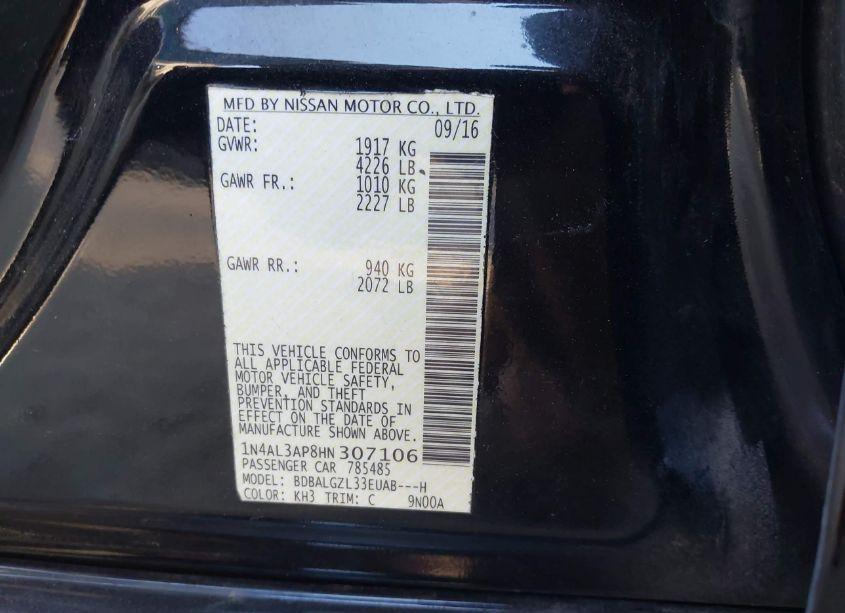 MFD BY NISSAN MOTOR CO., LTD.
DATE: 09/16
GVWR: 1917 KG
4226 LB
GAWR FR.: 1010 KG
2227 LB
GAWR RR.: 940 KG
2072 LB
THIS VEHICLE CONFORMS TO
ALL APPLICABLE FEDERAL
MOTOR VEHICLE SAFETY,
BUMPER, AND THEFT
PREVENTION STANDARDS IN
EFFECT ON THE DATE OF
MANUFACTURE SHOWN ABOVE.
1N4AL3AP8HN307106
PASSENGER CAR 785485
MODEL: BDBALGZL33EUAB---H
COLOR: KH3 TRIM: C 9N00A